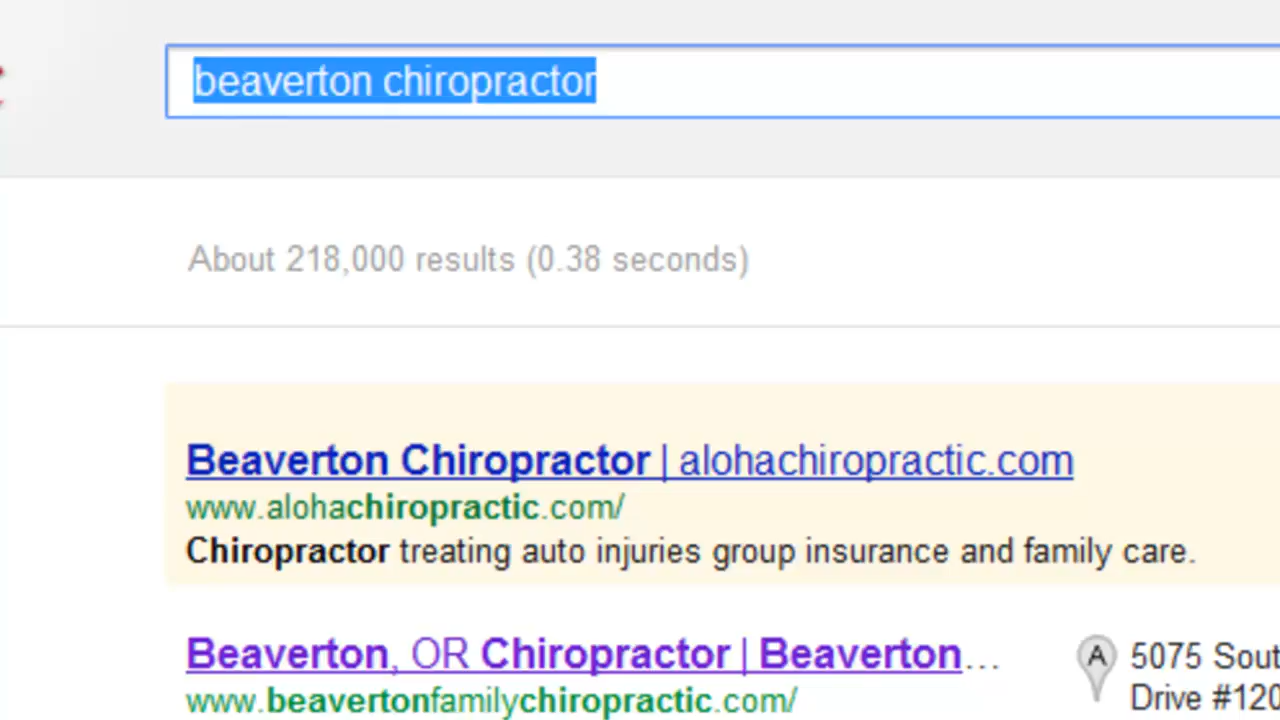 beaverton chiropractor
About 218,000 results (0.38 seconds)
Beaverton Chiropractor | alohachiropractic.com
www.alohachiropractic.com/
Chiropractor treating auto injuries group insurance and family care.
Beaverton, OR Chiropractor | Beaverton...
www.beavertonfamilychiropractic.com/
A
5075 Sout
Drive #120